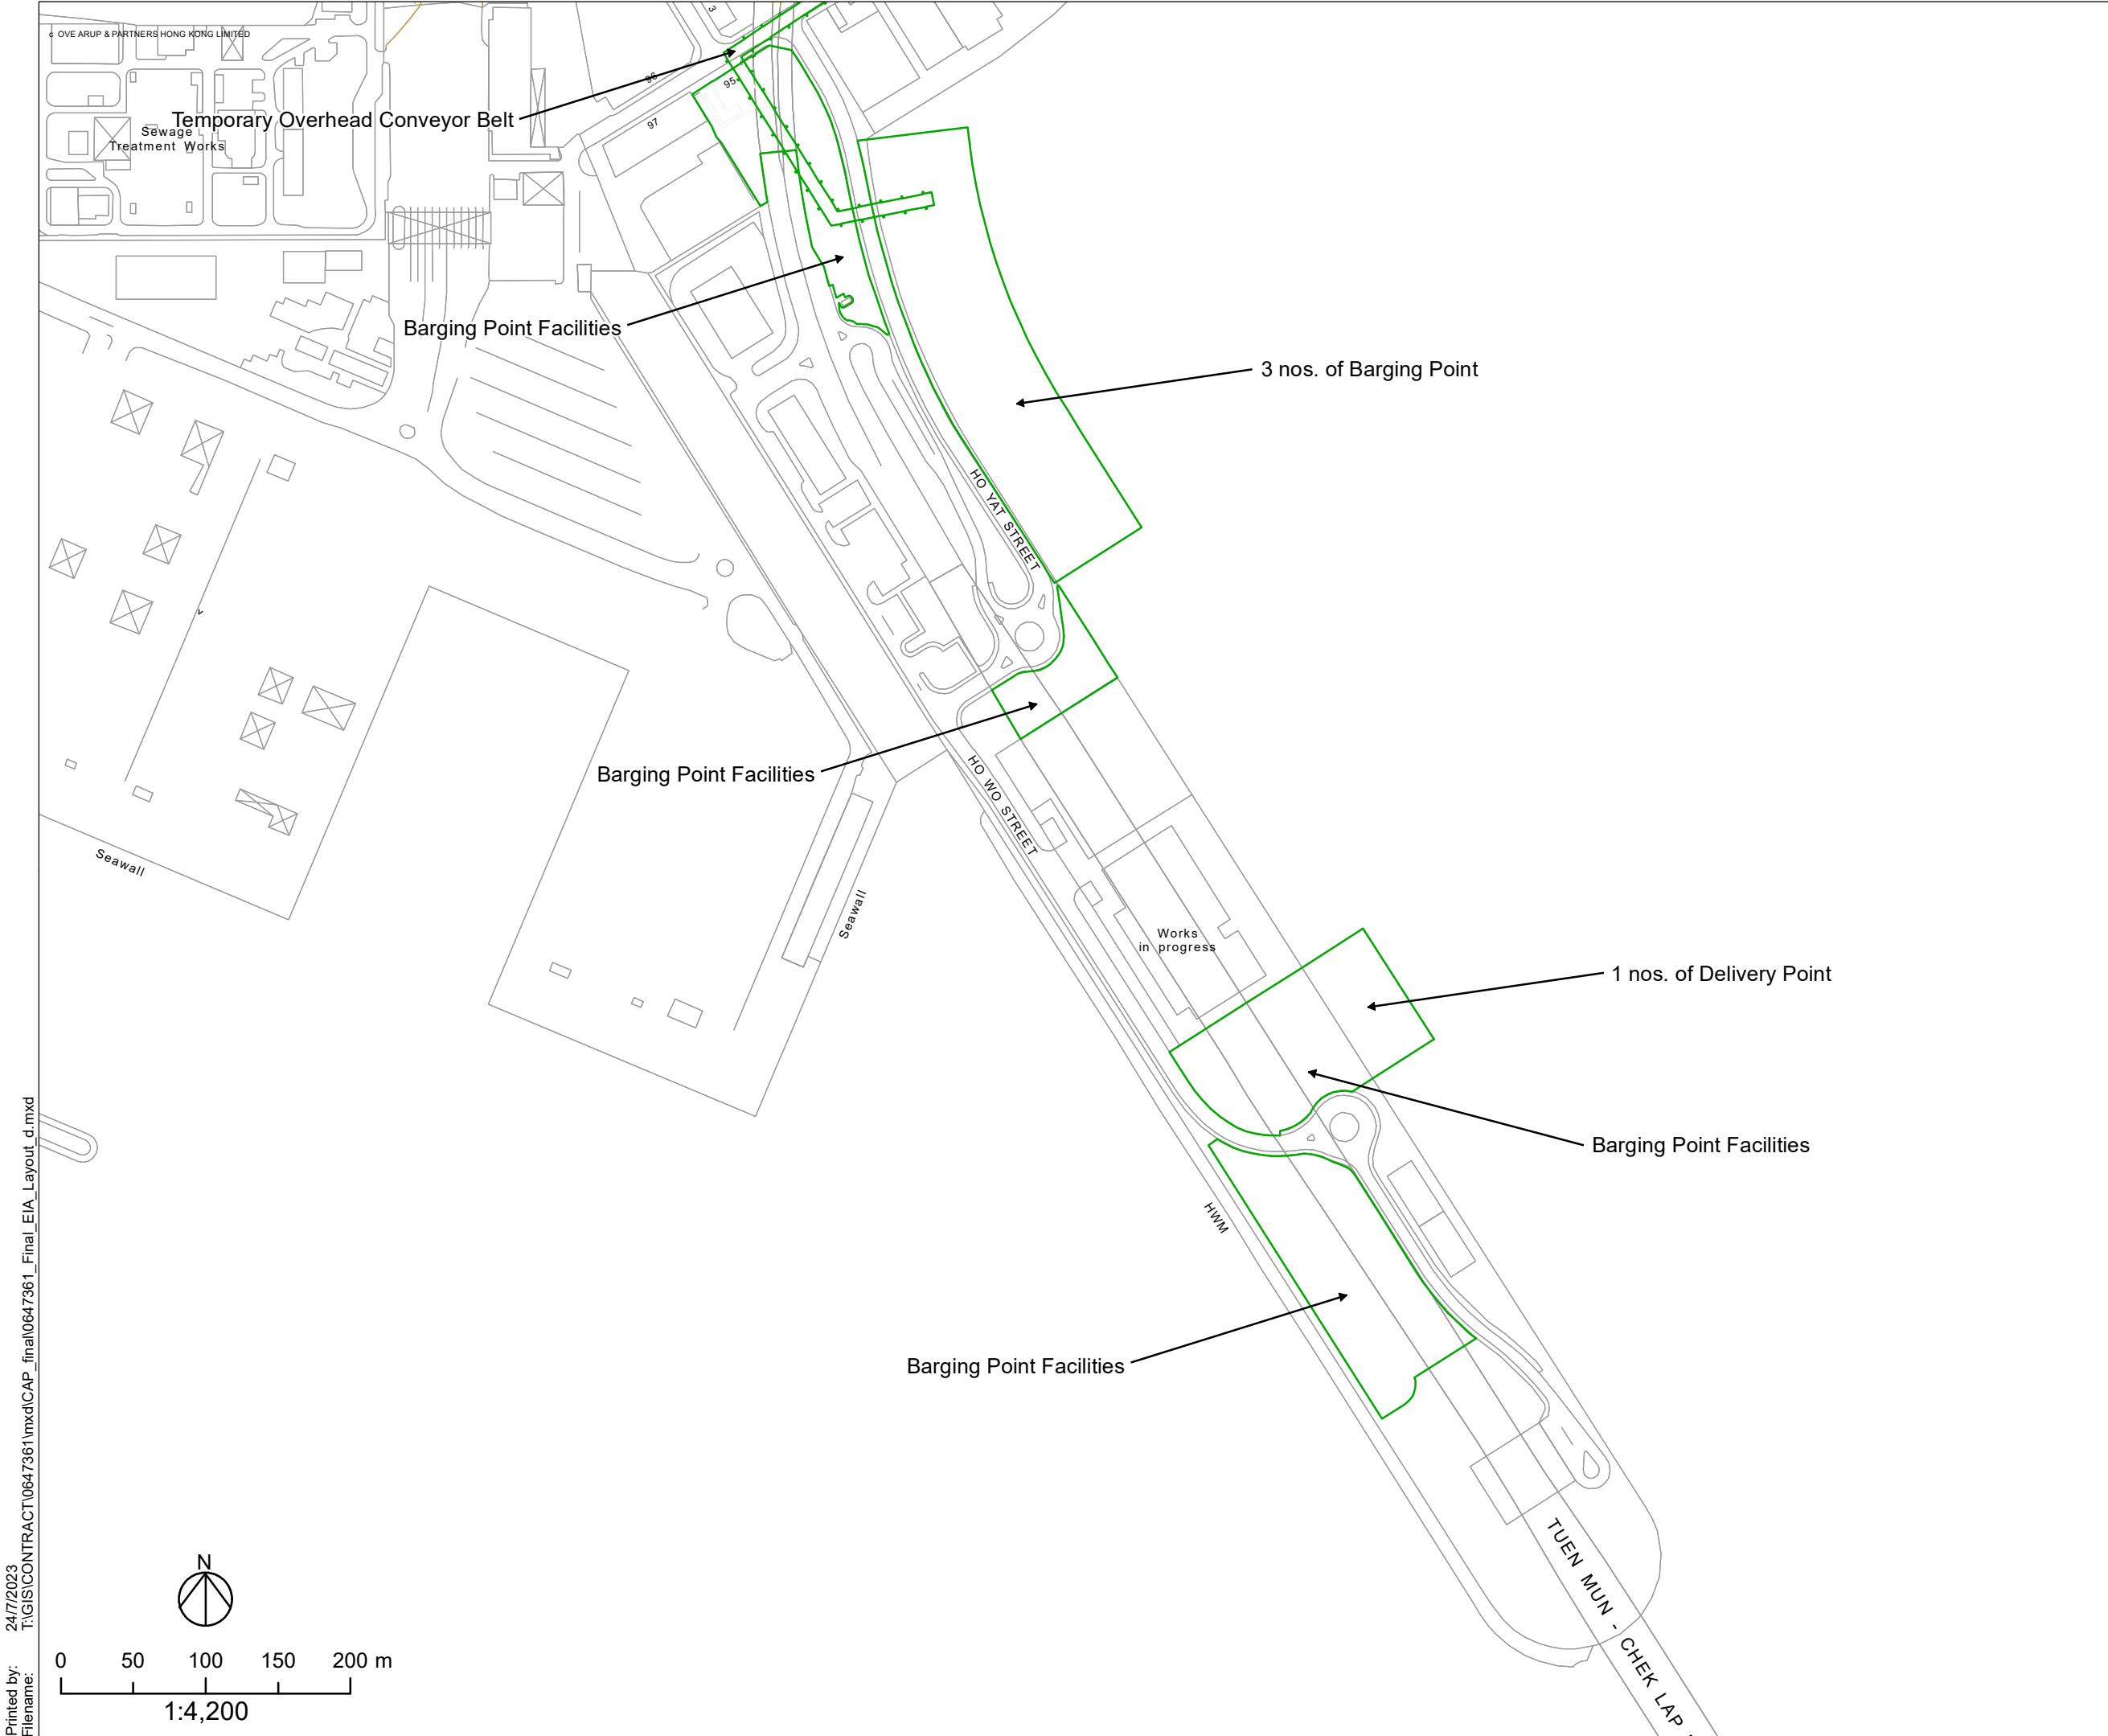 c OVE ARUP & PARTNERS HONG KONG LIMITED
3
96
95
97
Temporary Overhead Conveyor Belt
Sewage
Treatment Works
Barging Point Facilities
3 nos. of Barging Point
HO YAT STREET
Barging Point Facilities
HO WO STREET
Seawall
Seawall
Works
in progress
1 nos. of Delivery Point
Barging Point Facilities
HWM
Barging Point Facilities
TUEN MUN - CHEK LAP
N
0 50 100 150 200 m
1:4,200
Printed by: 24/7/2023
Filename: T:\GIS\CONTRACT\0647361\mxd\CAP_final\0647361_Final_EIA_Layout_d.mxd